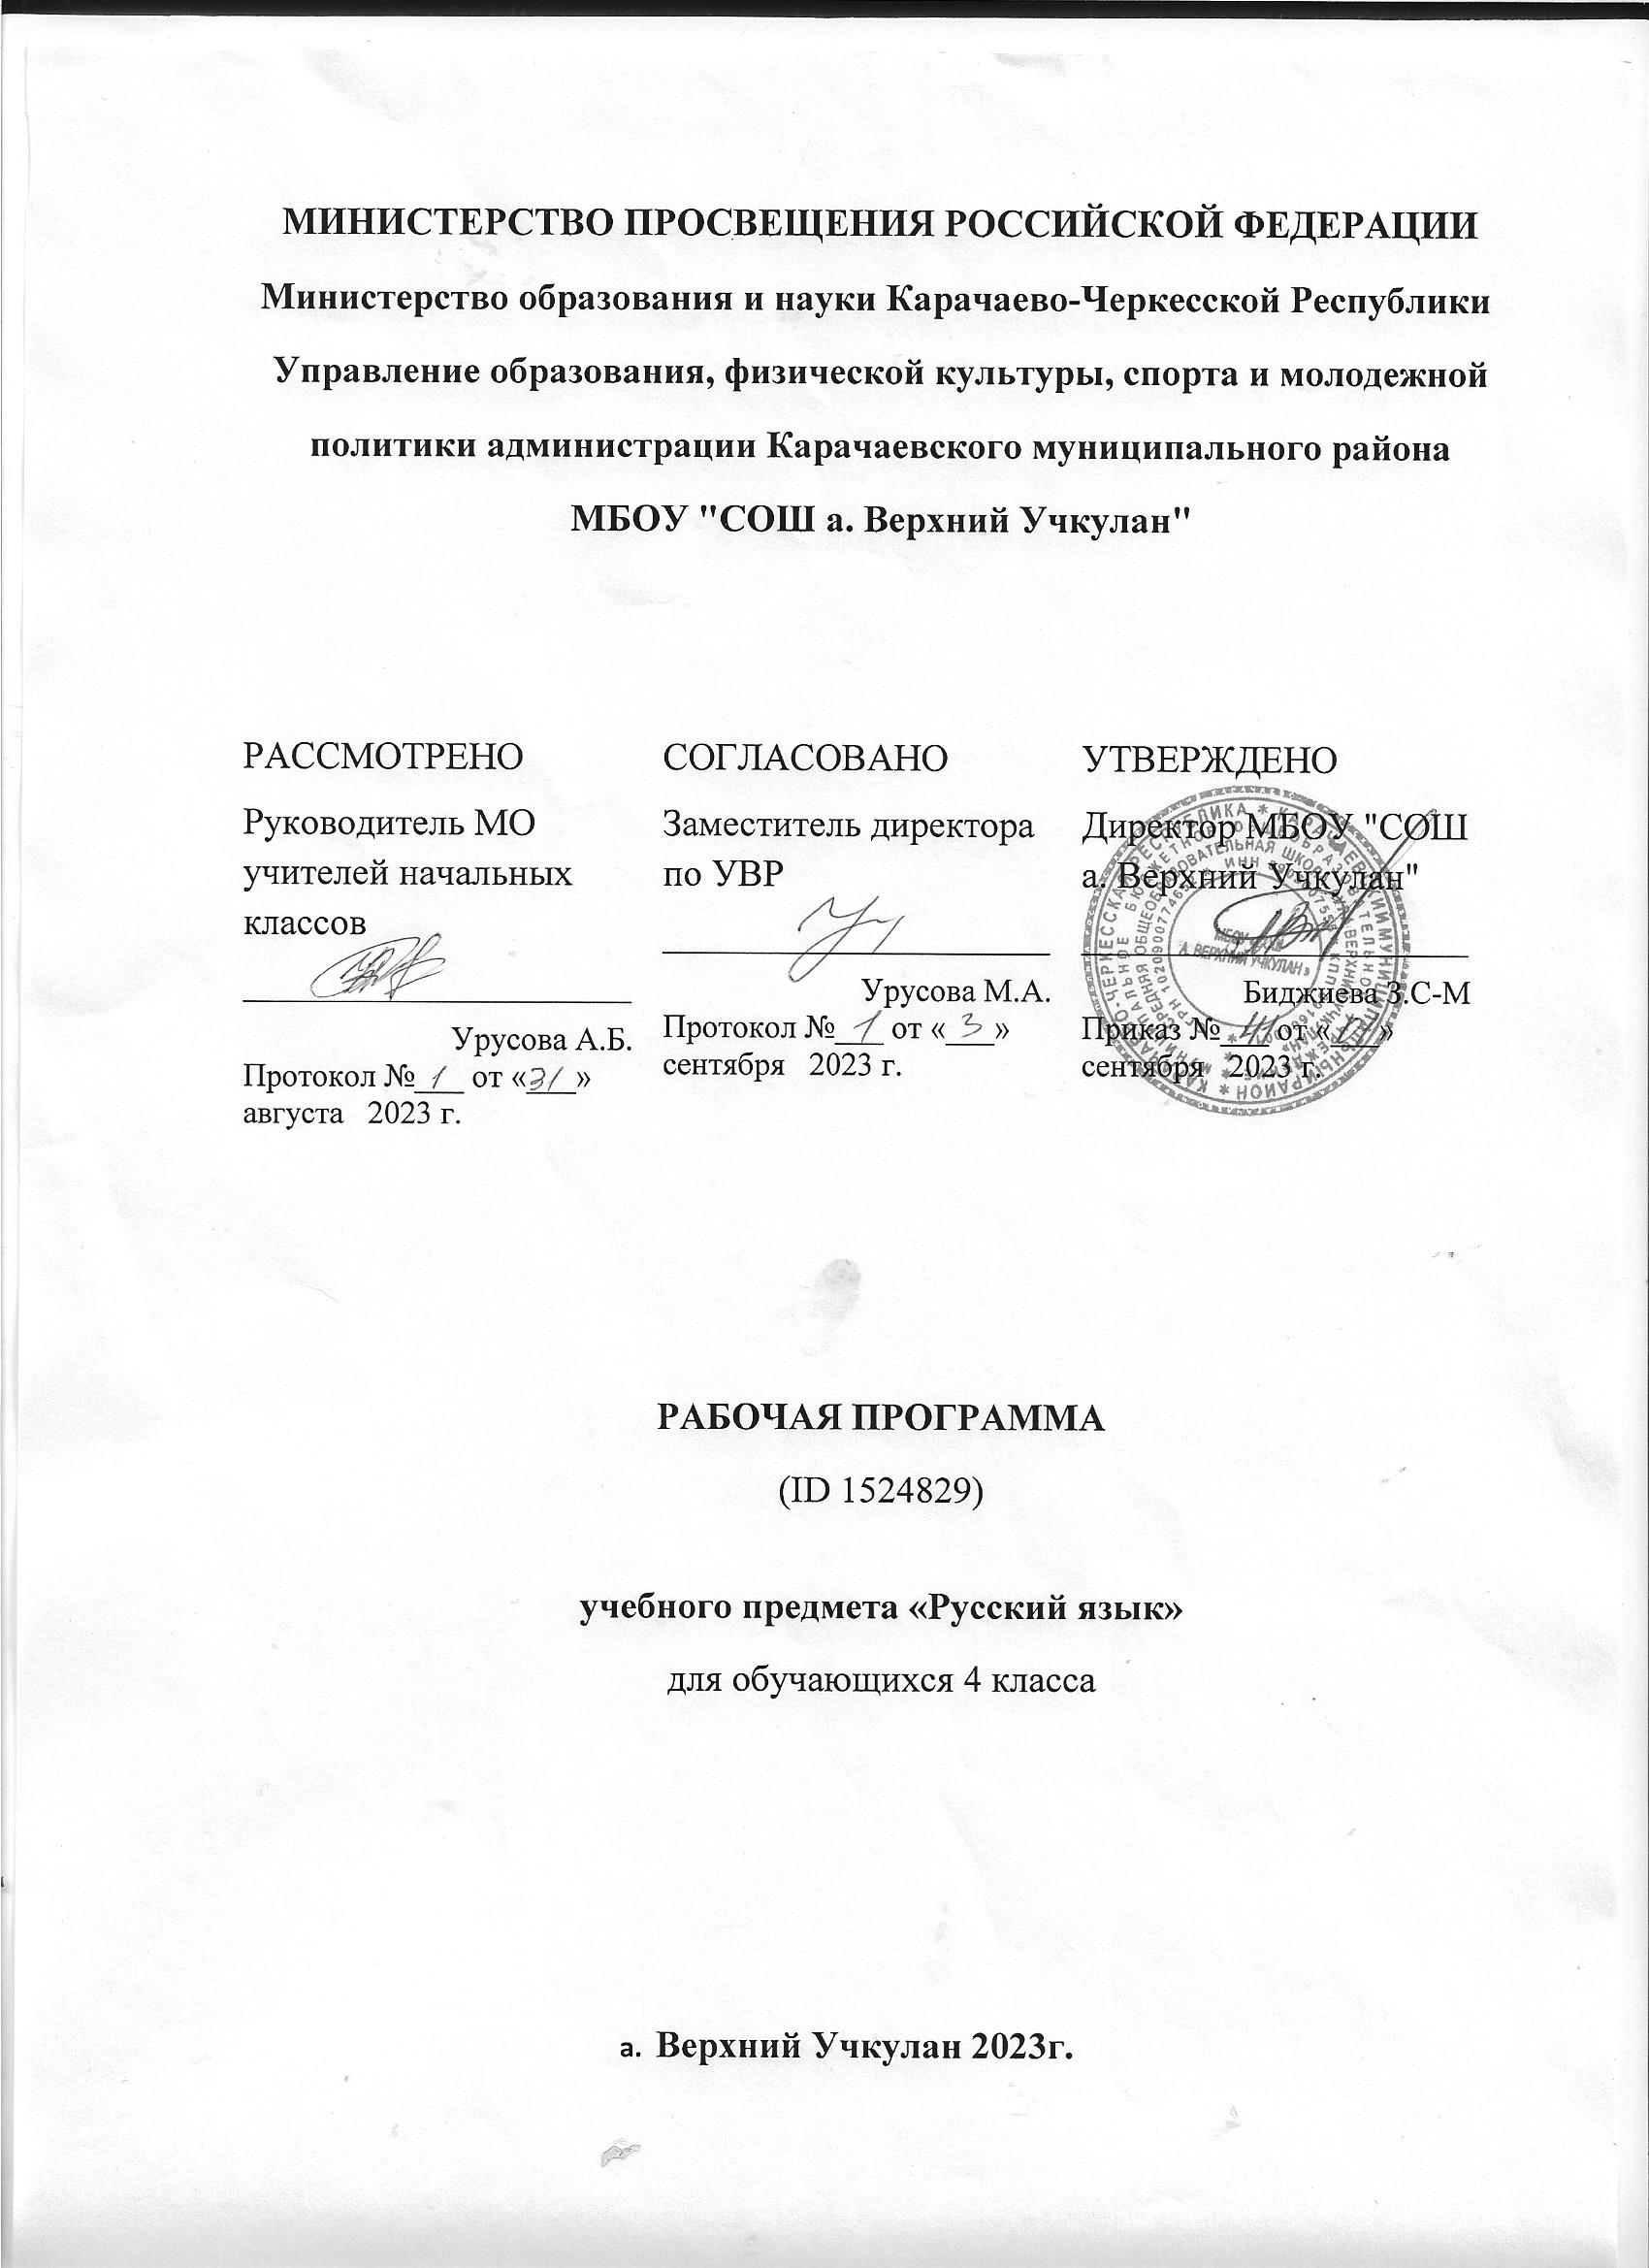 МИНИСТЕРСТВО ПРОСВЕЩЕНИЯ РОССИЙСКОЙ ФЕДЕРАЦИИ
Министерство образования и науки Карачаево-Черкесской Республики
Управление образования, физической культуры, спорта и молодежной
политики администрации Карачаевского муниципального района
МБОУ "СОШ а. Верхний Учкулан"
РАССМОТРЕНО
Руководитель МО
учителей начальных
классов
Урусова А.Б.
Протокол № 1 от «31»
августа 2023 г.
СОГЛАСОВАНО
Заместитель директора
по УВР
Урусова М.А.
Протокол № 1 от «3»
сентября 2023 г.
УТВЕРЖДЕНО
Директор МБОУ "СОШ
а. Верхний Учкулан"
Биджиева З.С-М
Приказ № 41 от « »
сентября 2023 г.
А. ВЕРХНИЙ УЧКУЛАН»
РАБОЧАЯ ПРОГРАММА
(ID 1524829)
учебного предмета «Русский язык»
для обучающихся 4 класса
а. Верхний Учкулан 2023г.